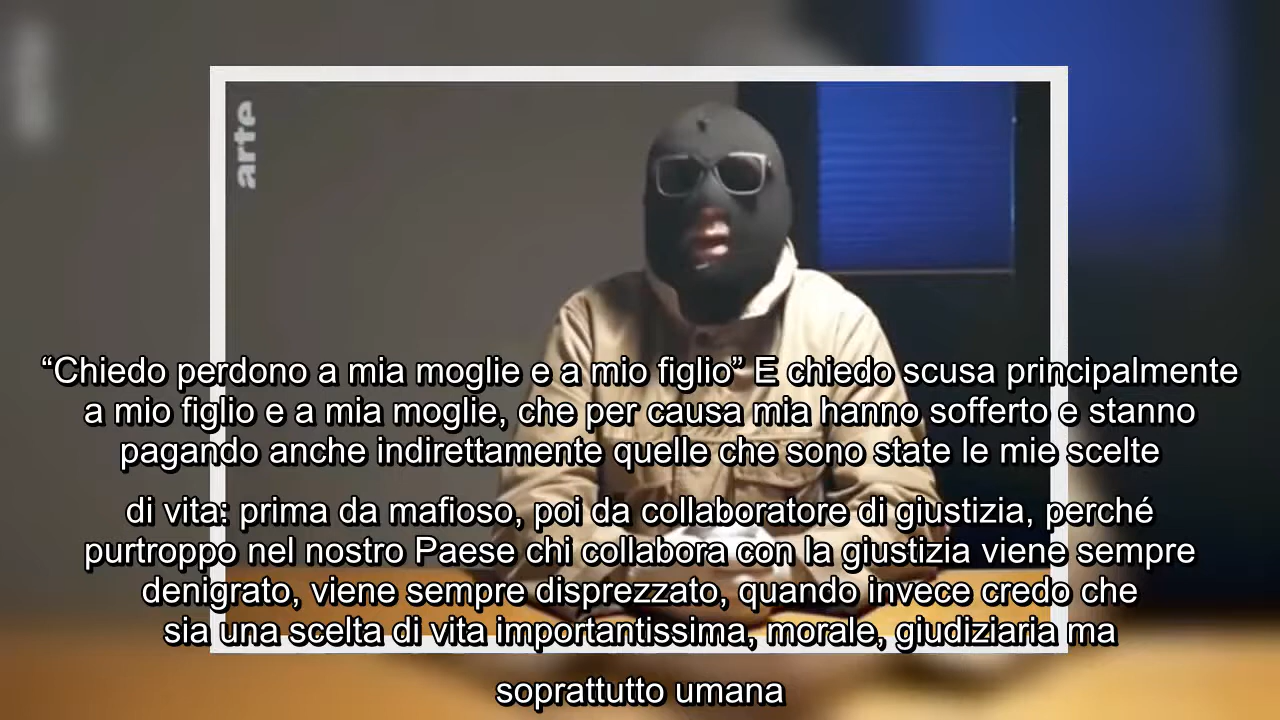 arte
“Chiedo perdono a mia moglie e a mio figlio” E chiedo scusa principalmente
a mio figlio e a mia moglie, che per causa mia hanno sofferto e stanno
pagando anche indirettamente quelle che sono state le mie scelte
di vita: prima da mafioso, poi da collaboratore di giustizia, perché
purtroppo nel nostro Paese chi collabora con la giustizia viene sempre
denigrato, viene sempre disprezzato, quando invece credo che
sia una scelta di vita importantissima, morale, giudiziaria ma
soprattutto umana